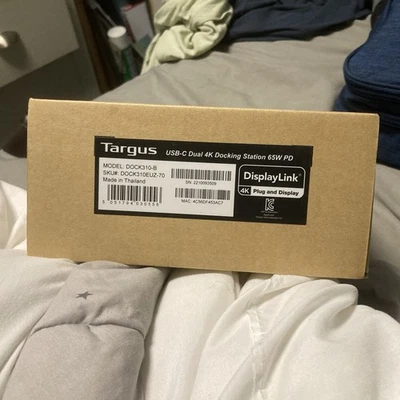 Targus
USB-C Dual 4K Docking Station 65W PD
MODEL: DOCK310-B
SKU#: DOCK310EUZ-70
Made in Thailand
DisplayLink
4K Plug and Display